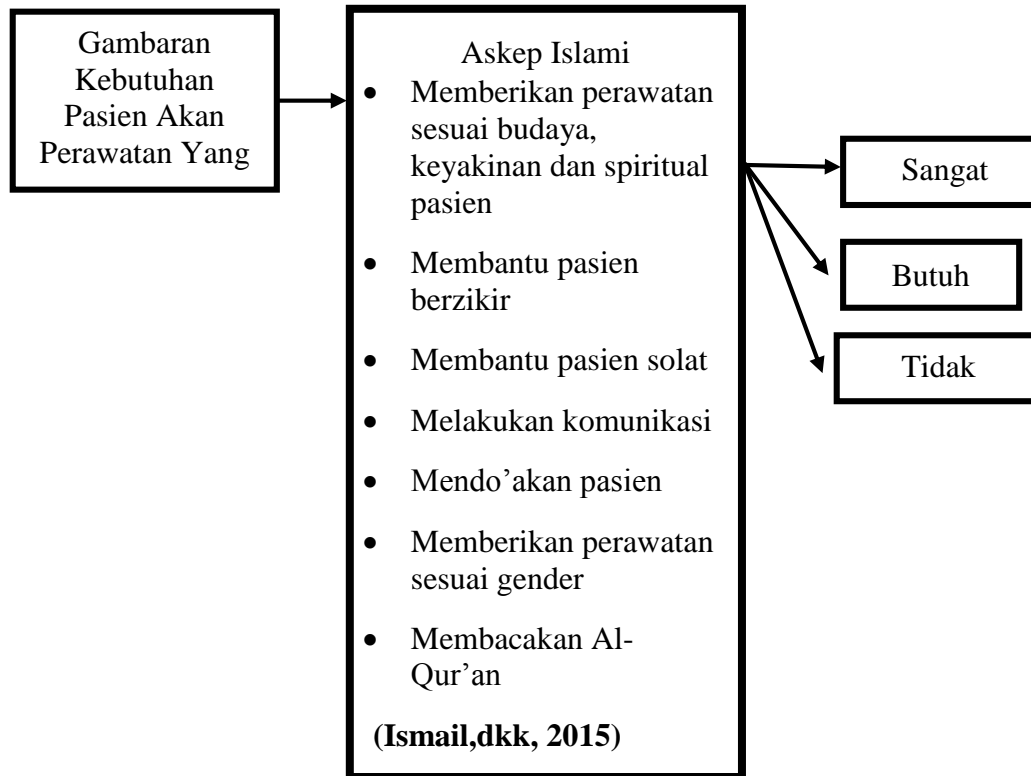 Gambaran
Kebutuhan
Pasien Akan
Perawatan Yang
Askep Islami
• Memberikan perawatan
sesuai budaya,
keyakinan dan spiritual
pasien
• Membantu pasien
berzikir
• Membantu pasien solat
• Melakukan komunikasi
• Mendo’akan pasien
• Memberikan perawatan
sesuai gender
• Membacakan Al-
Qur’an
(Ismail,dkk, 2015)
Sangat
Butuh
Tidak